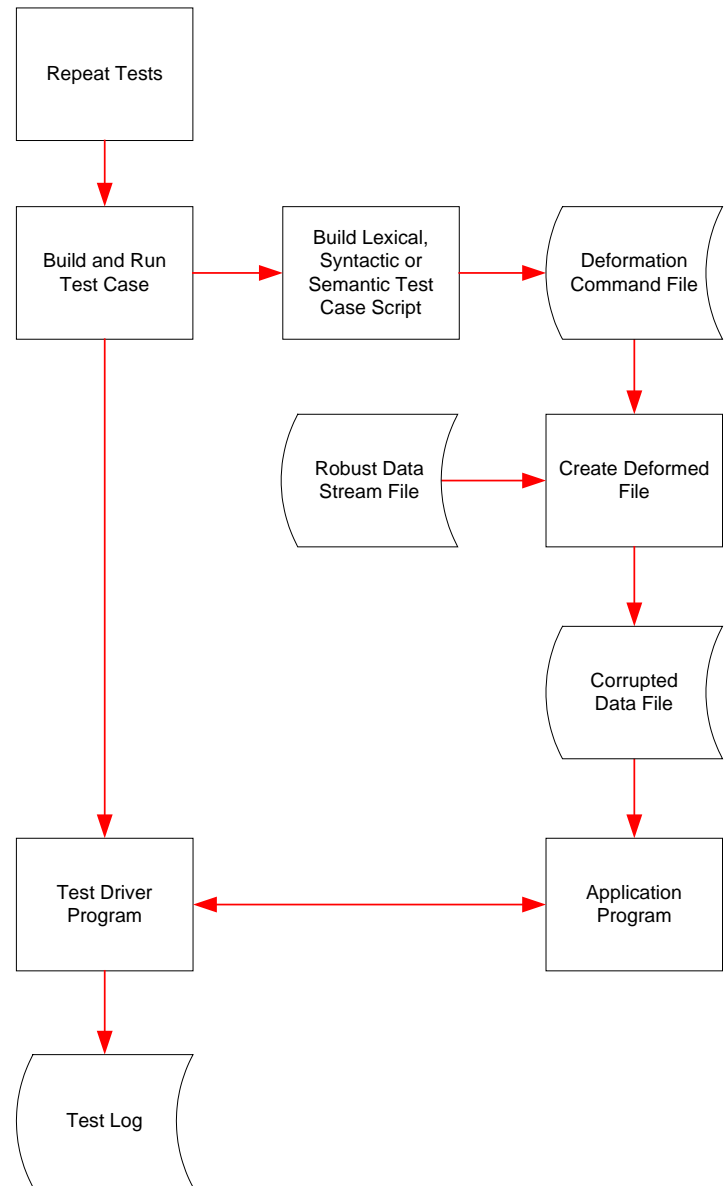 Repeat Tests
Build and Run
Test Case
Build Lexical,
Syntactic or
Semantic Test
Case Script
Deformation
Command File
Robust Data
Stream File
Create Deformed
File
Corrupted
Data File
Test Driver
Program
Application
Program
Test Log